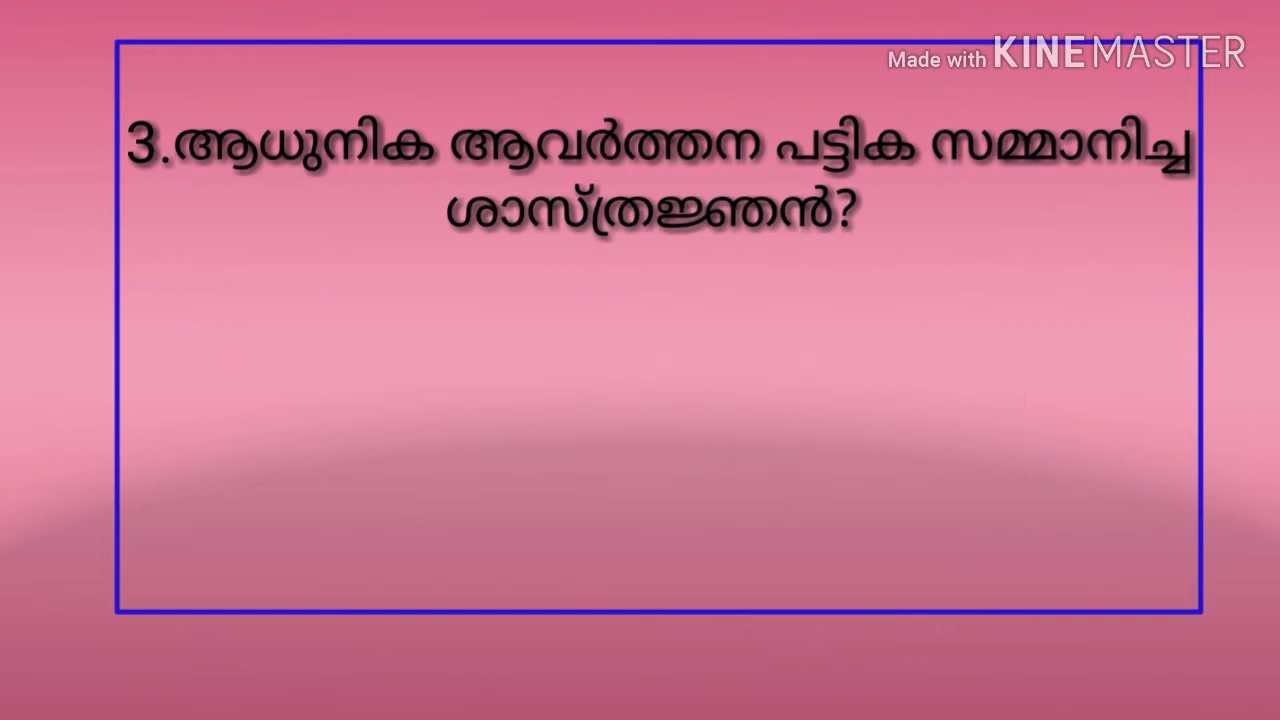 Made with KINEMASTER
3.ആധുനിക ആവർത്തന പട്ടിക സമ്മാനിച്ച
ശാസ്ത്രജ്ഞൻ?